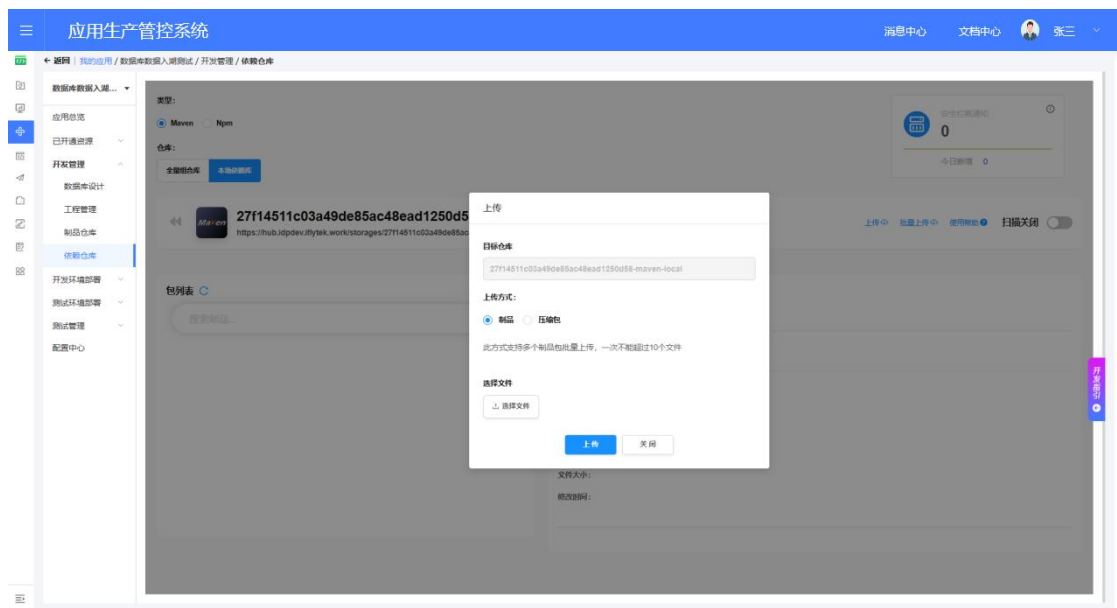 应用生产管控系统
消息中心
文档中心
张三
返回 | 我的应用 / 数据库数据入湖测试 / 开发管理 / 依赖仓库
数据库数据入湖...
应用总览
已开通资源
开发管理
数据库设计
工程管理
制品仓库
依赖仓库
开发环境部署
测试环境部署
测试管理
配置中心
类型:
Maven
Npm
仓库:
全量组仓库
本地依赖库
0
今日新增 0
Maven
27f14511c03a49de85ac48ead1250d5
https://hub.idpdev.iflytek.work/storages/27f14511c03a49de85ac
上传
批量上传
使用帮助
扫描关闭
包列表
搜索制品...
上传
目标仓库
27f14511c03a49de85ac48ead1250d58-maven-local
上传方式:
制品
压缩包
此方式支持多个制品包批量上传，一次不能超过10个文件
选择文件
选择文件
上传
关闭
文件大小:
修改时间:
开发指引